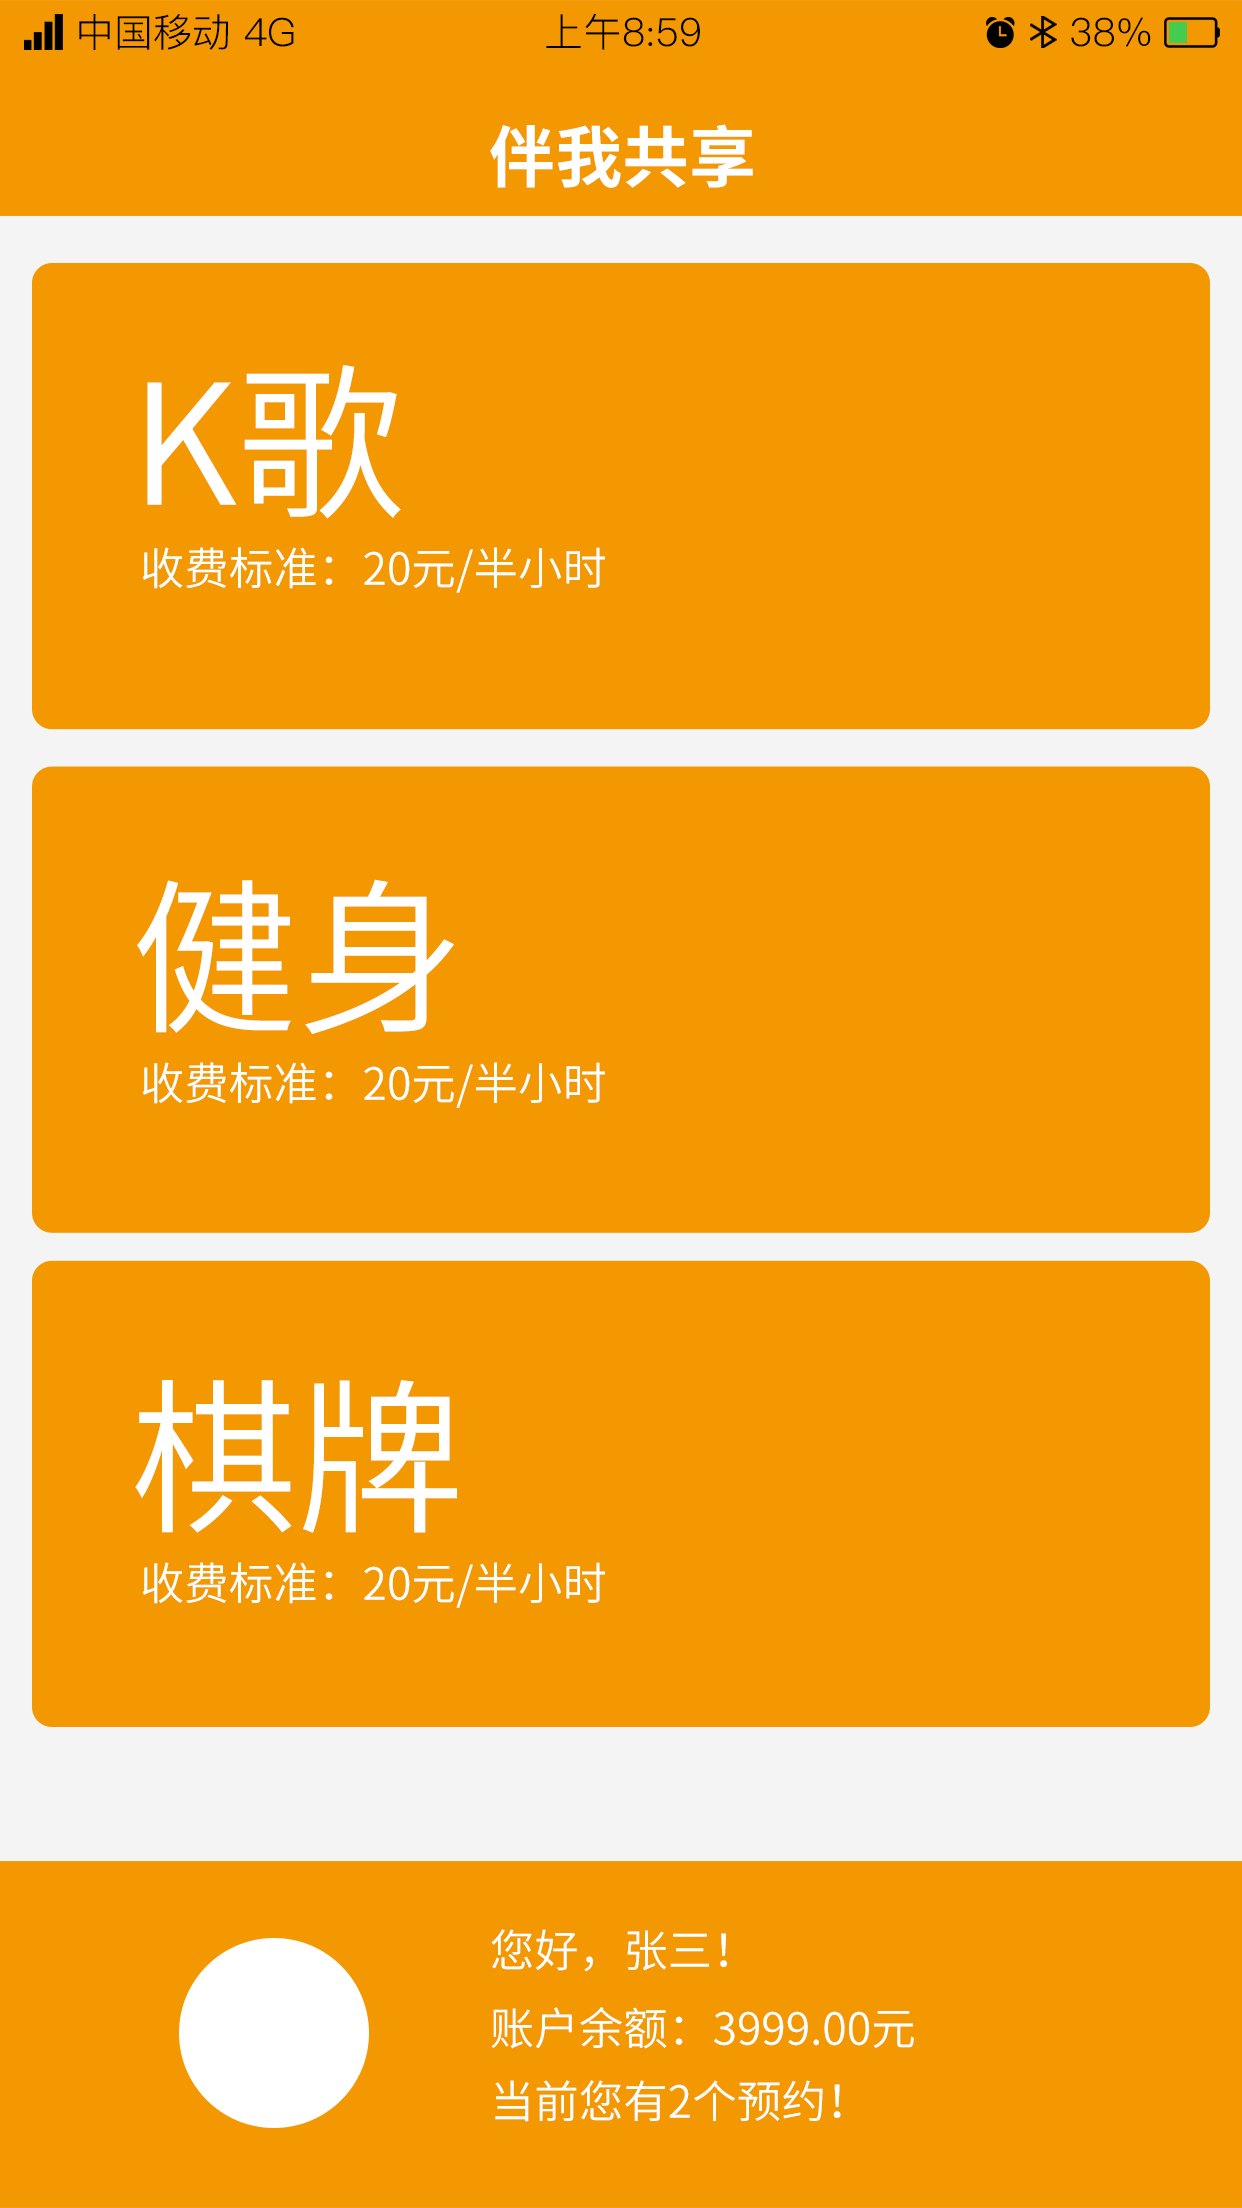 中国移动 4G 上午8:59 38%
伴我共享
K歌
收费标准：20元/半小时
健身
收费标准：20元/半小时
棋牌
收费标准：20元/半小时
您好，张三！
账户余额：3999.00元
当前您有2个预约！